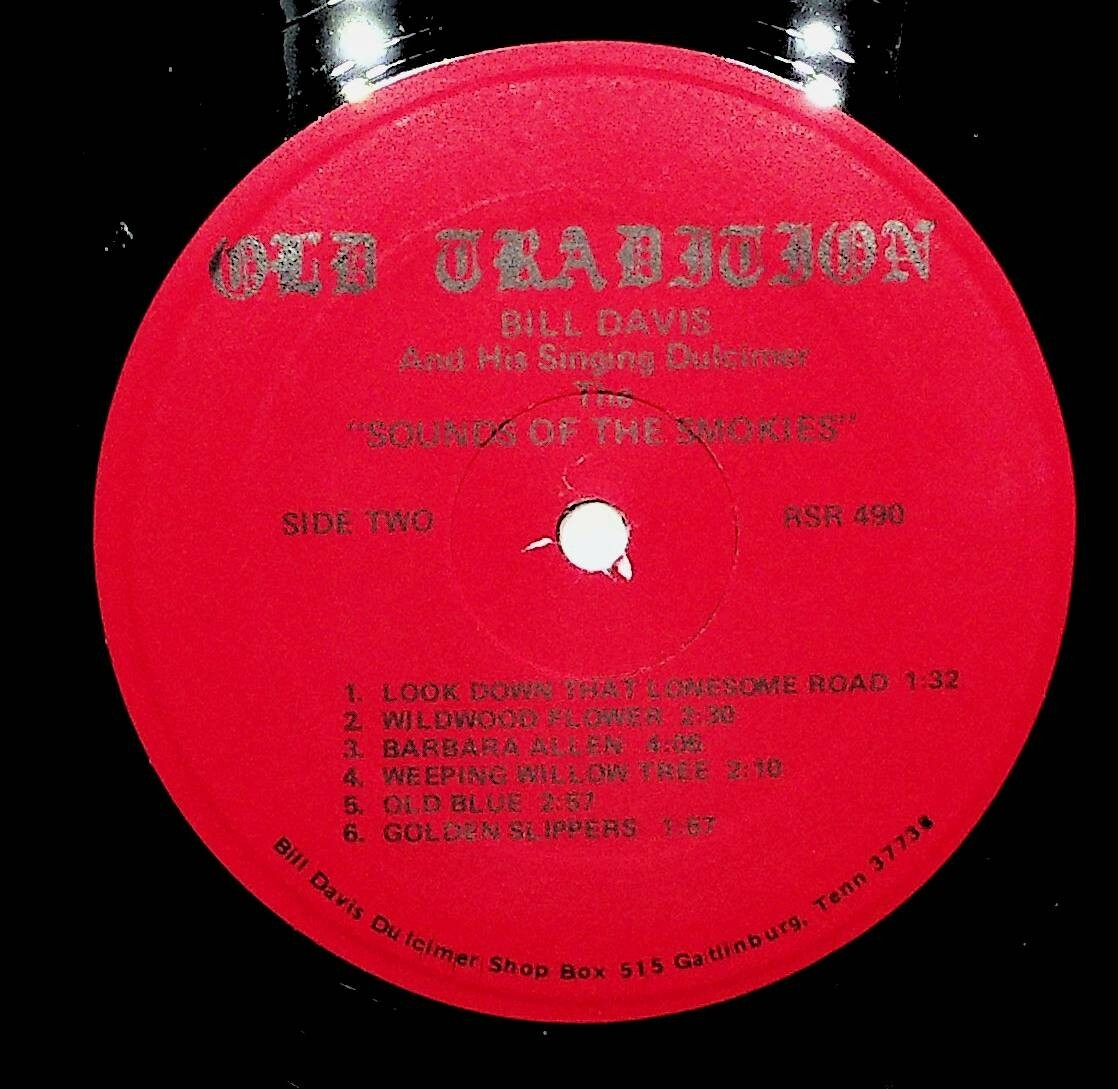 OLD TRADITION
BILL DAVIS
And His Singing Dulcimer
The
"SOUNDS OF THE SMOKIES"
SIDE TWO RSR 490
1. LOOK DOWN THAT LONESOME ROAD 1:32
2. WILDWOOD FLOWER 2:30
3. BARBARA ALLEN 4:06
4. WEEPING WILLOW TREE 2:10
5. OLD BLUE 2:57
6. GOLDEN SLIPPERS 1:57
Bill Davis Dulcimer Shop Box 515 Gatlinburg, Tenn 37738